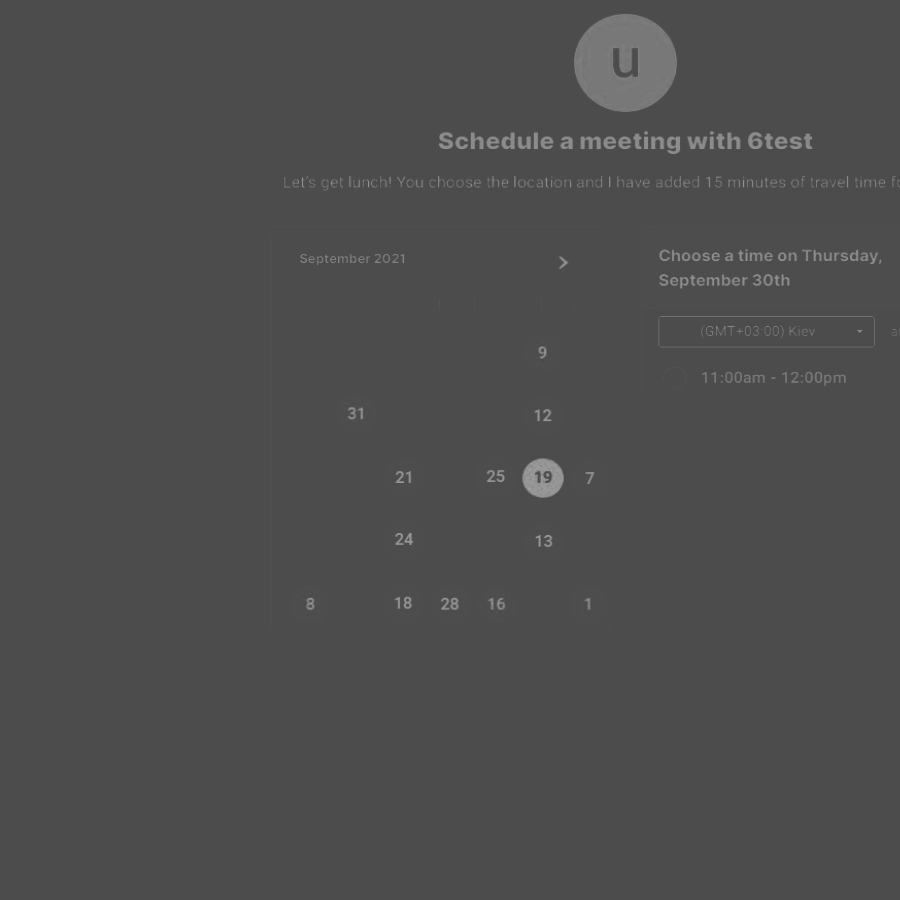 u
Schedule a meeting with 6test
Let's get lunch! You choose the location and I have added 15 minutes of travel time
September 2021
9
31 12
21 25 19 7
24 13
8 18 28 16 1
Choose a time on Thursday,
September 30th
(GMT+03:00) Kiev
11:00am - 12:00pm